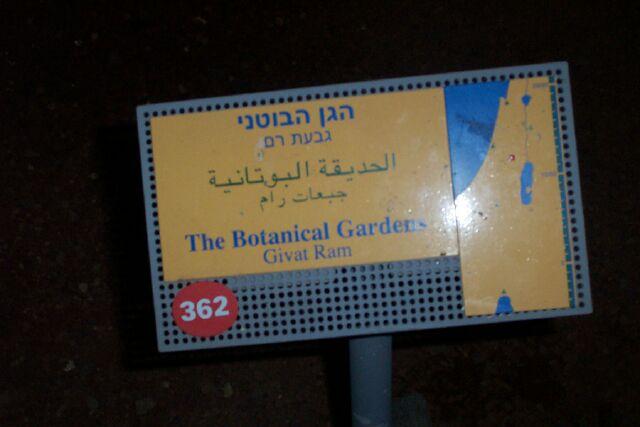 הגן הבוטני
גבעת רם
الحديقة البوتانية
جبعات رام
The Botanical Gardens
Givat Ram
362